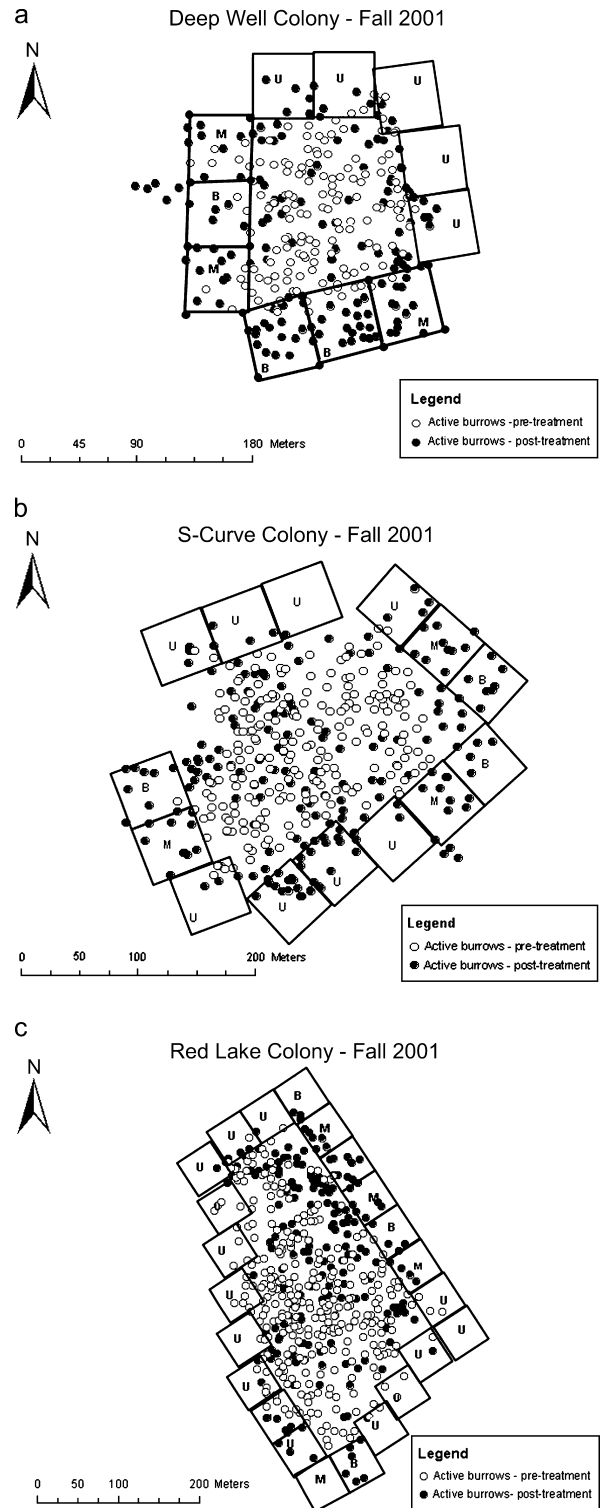 a
Deep Well Colony - Fall 2001
N
U U U
M
U
B
U
M
M
B
B
Legend
Active burrows -pre-treatment
Active burrows - post-treatment
0 45 90 180 Meters
b
S-Curve Colony - Fall 2001
N
U
U U
U M
B
B
B
M
M
U
U
U
U
Legend
Active burrows - pre-treatment
Active burrows - post-treatment
0 50 100 200 Meters
c
Red Lake Colony - Fall 2001
N
B
U
U M
U
M
B
U
M
U
U
U
U
U
U
U
U
B
M
Legend
Active burrows - pre-treatment
Active burrows- post-treatment
0 50 100 200 Meters